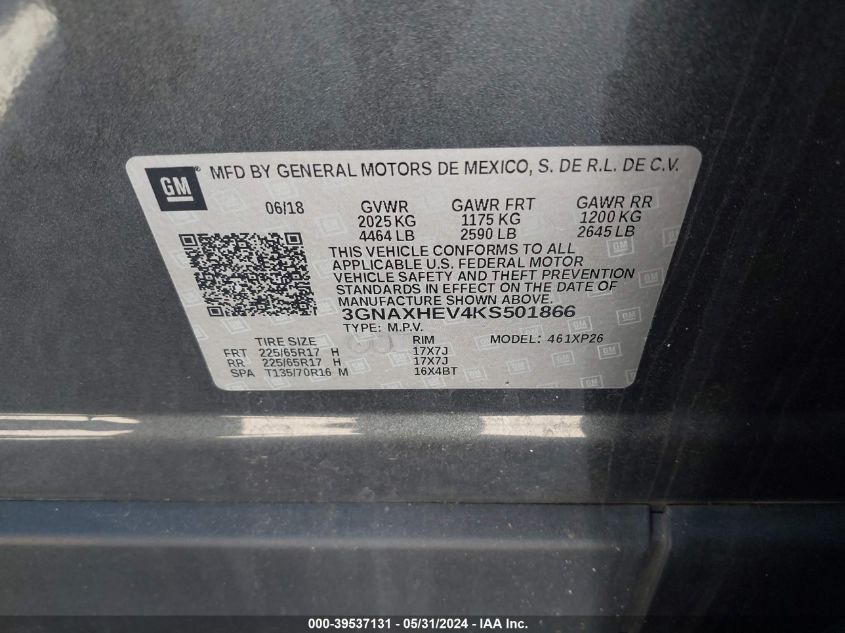 GM
MFD BY GENERAL MOTORS DE MEXICO, S. DE R.L. DE C.V.
06/18 GVWR GAWR FRT GAWR RR
2025 KG 1175 KG 1200 KG
4464 LB 2590 LB 2645 LB
THIS VEHICLE CONFORMS TO ALL
APPLICABLE U.S. FEDERAL MOTOR
VEHICLE SAFETY AND THEFT PREVENTION
STANDARDS IN EFFECT ON THE DATE OF
MANUFACTURE SHOWN ABOVE.
3GNAXHEV4KS501866
TYPE: M.P.V. MODEL: 461XP26
TIRE SIZE RIM
FRT 225/65R17 H 17X7J
RR 225/65R17 H 17X7J
SPA T135/70R16 M 16X4BT
000-39537131 - 05/31/2024 - IAA Inc.